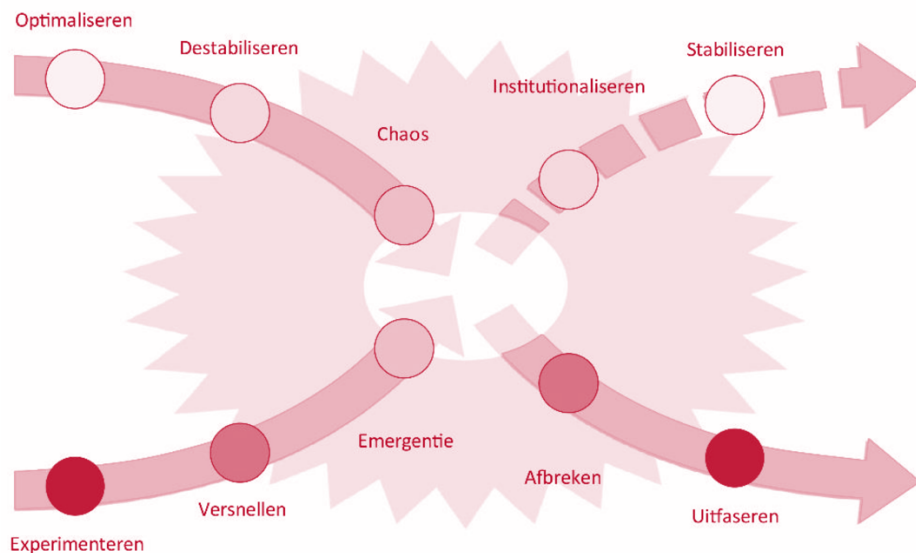 Optimaliseren
Destabiliseren
Chaos
Institutionaliseren
Stabiliseren
Experimenteren
Versnellen
Emergentie
Afbreken
Uitfaseren